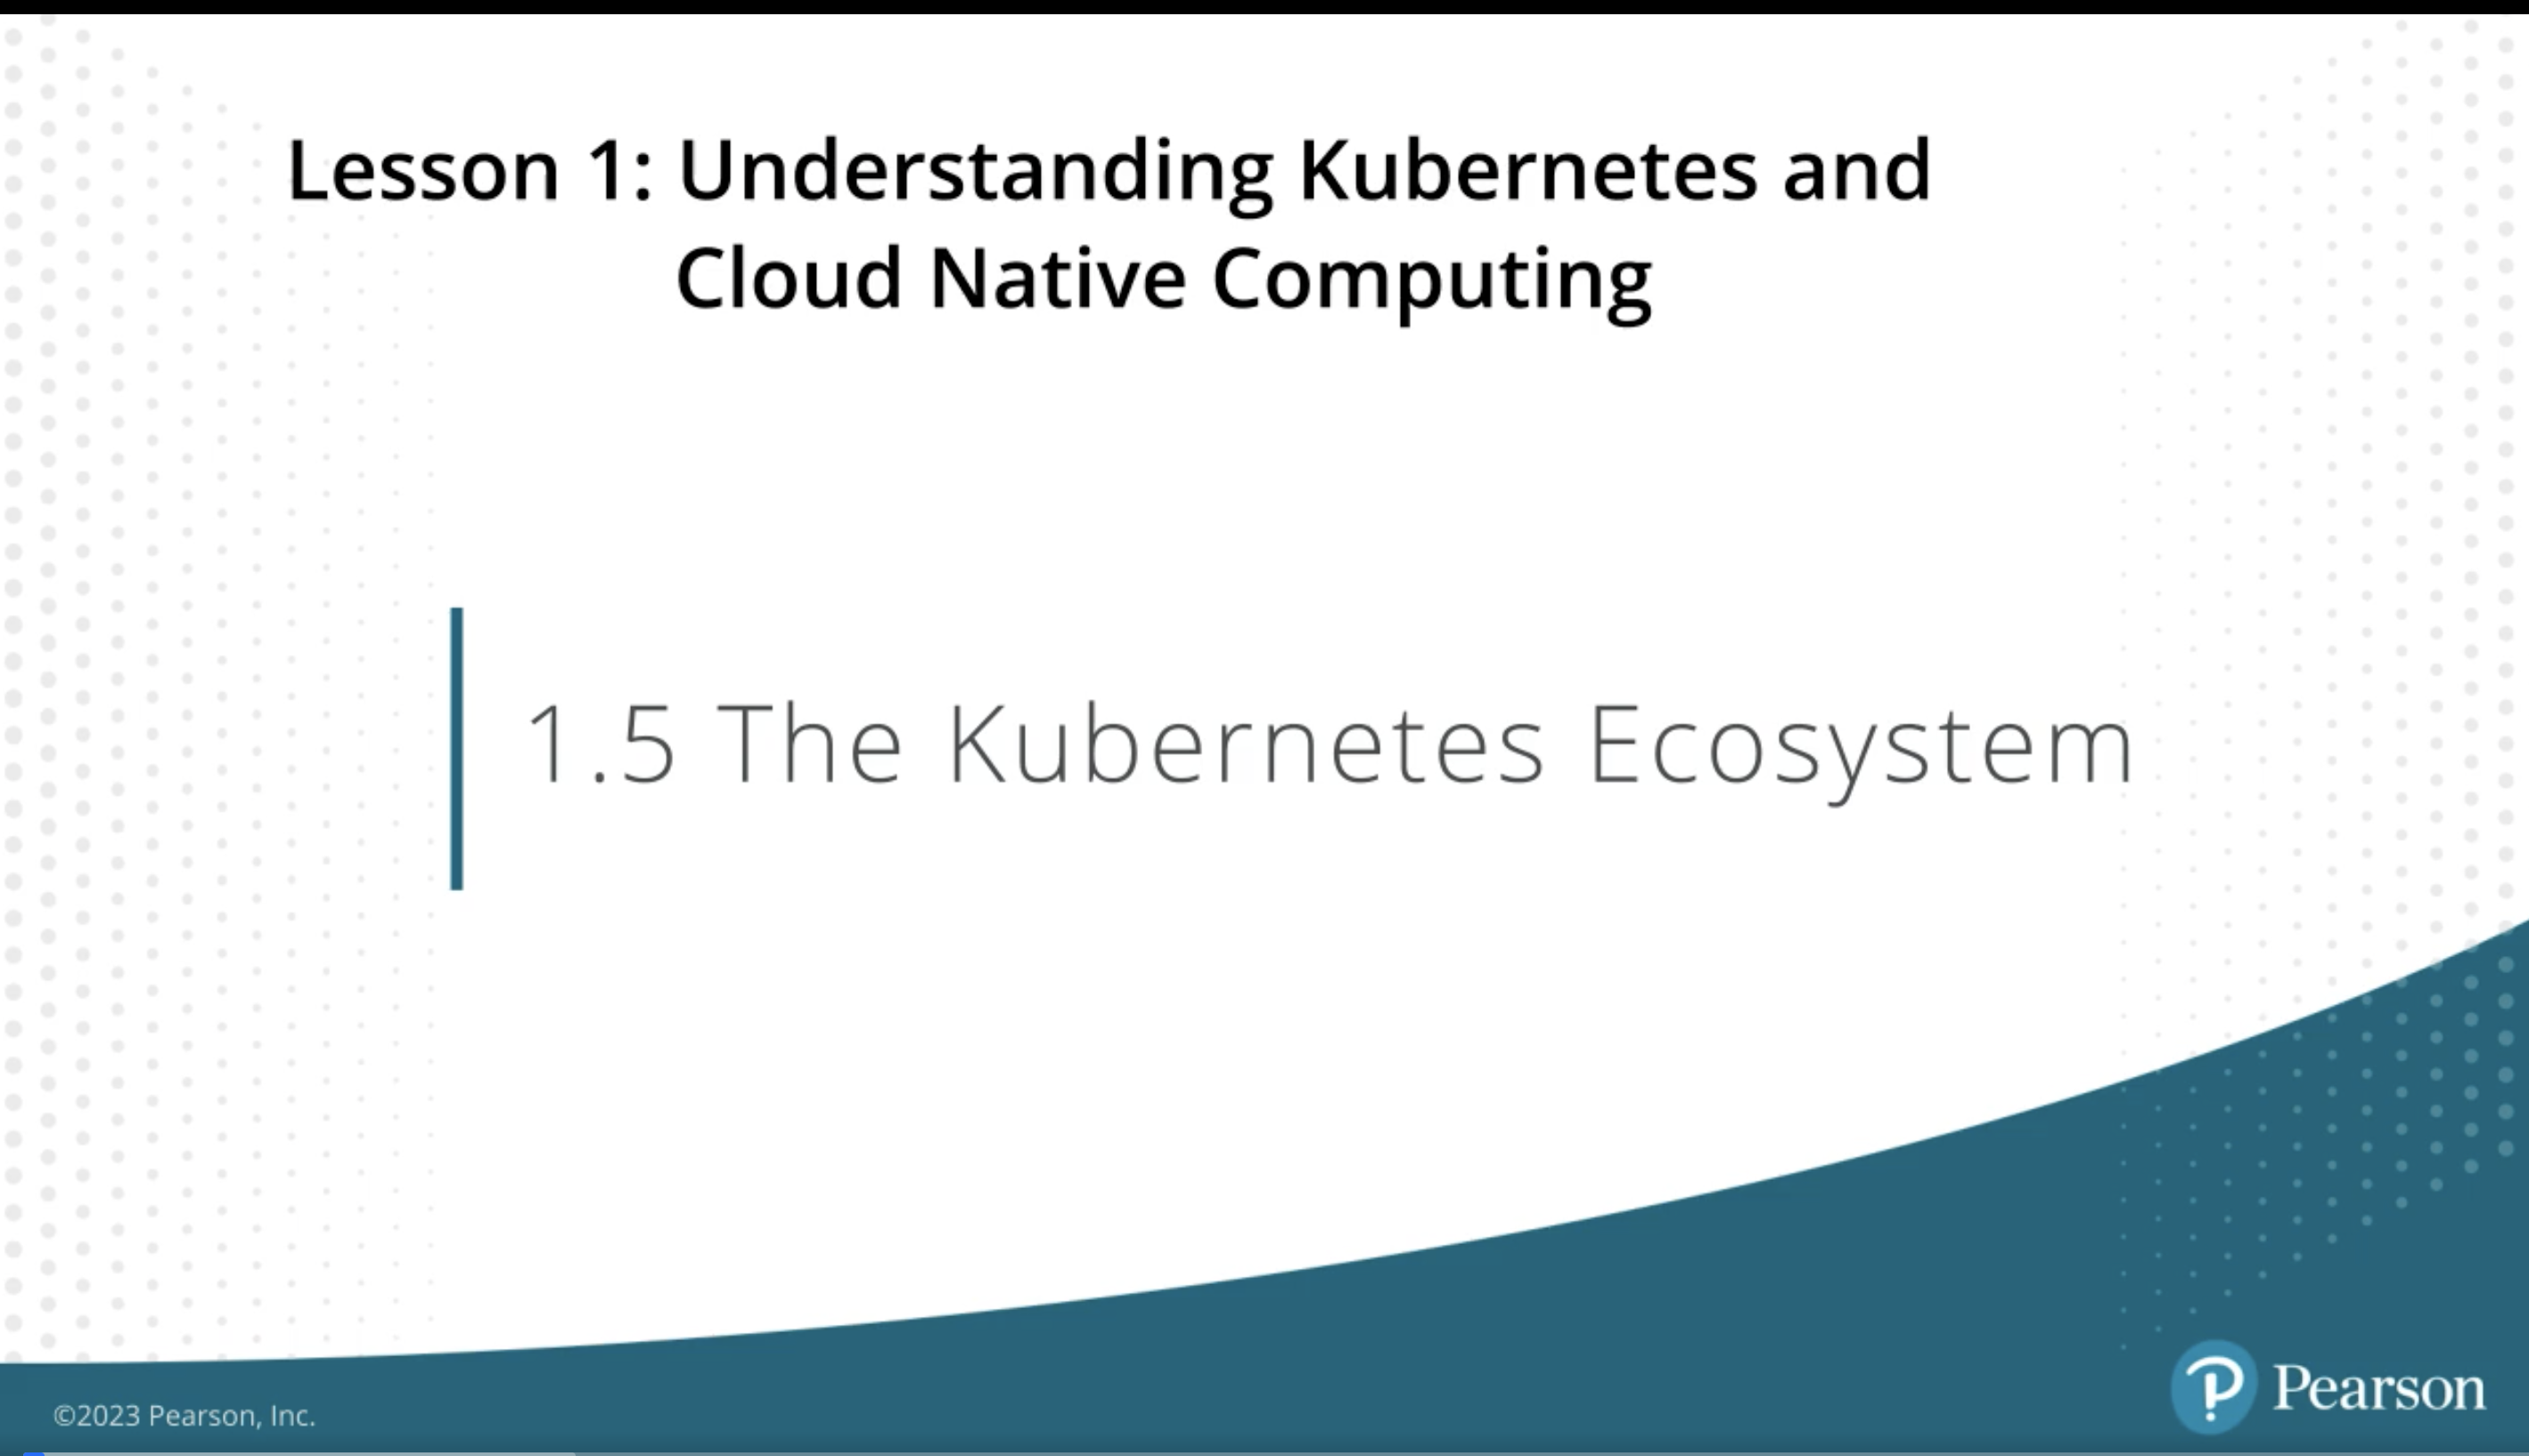 Lesson 1: Understanding Kubernetes and
Cloud Native Computing
1.5 The Kubernetes Ecosystem
©2023 Pearson, Inc.
Pearson